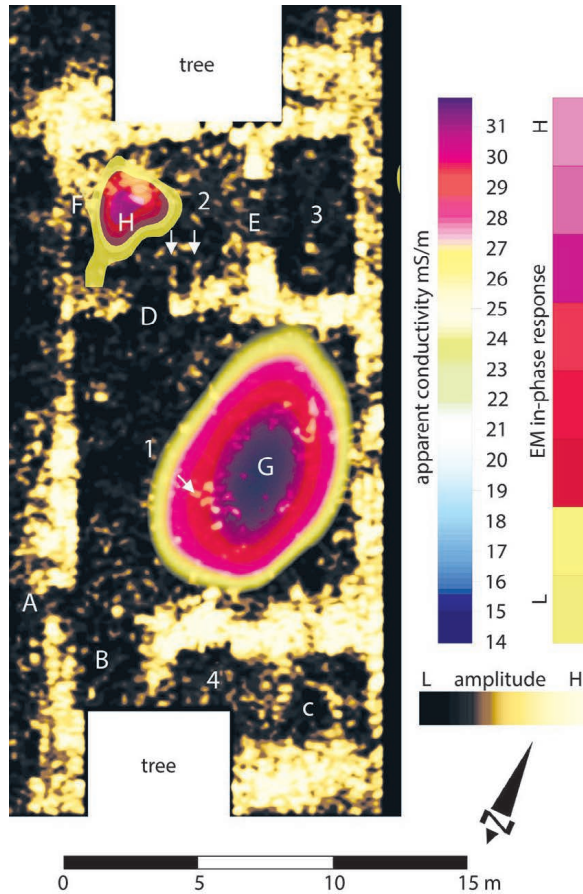 tree
F
H
2
E
3
D
1
G
A
B
4
c
tree
apparent conductivity mS/m
31
30
29
28
27
26
25
24
23
22
21
20
19
18
17
16
15
14
H
EM in-phase response
L
L amplitude H
N
0 5 10 15 m